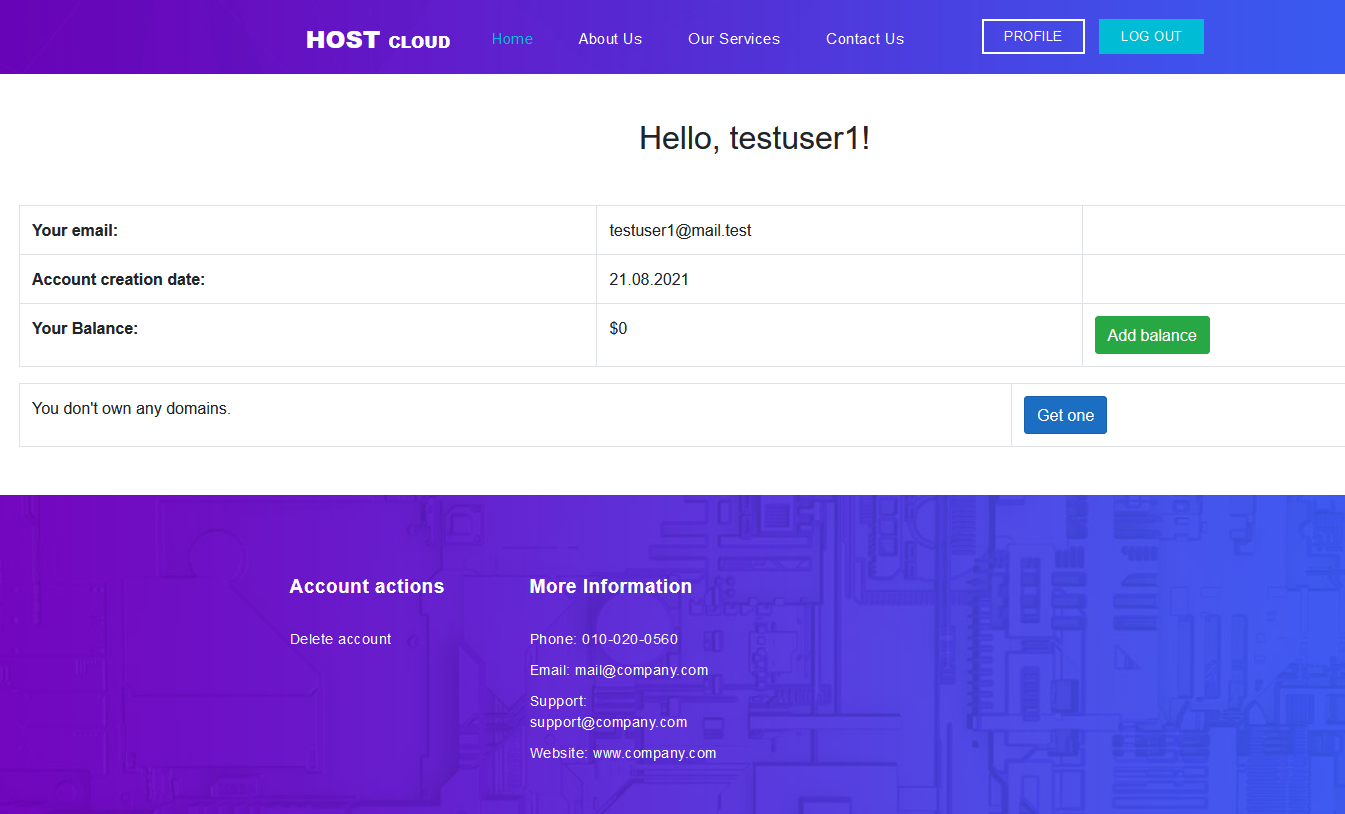 HOST CLOUD
Home
About Us
Our Services
Contact Us
PROFILE
LOG OUT
Hello, testuser1!
Your email:
testuser1@mail.test
Account creation date:
21.08.2021
Your Balance:
$0
Add balance
You don't own any domains.
Get one
Account actions
Delete account
More Information
Phone: 010-020-0560
Email: mail@company.com
Support:
support@company.com
Website: www.company.com